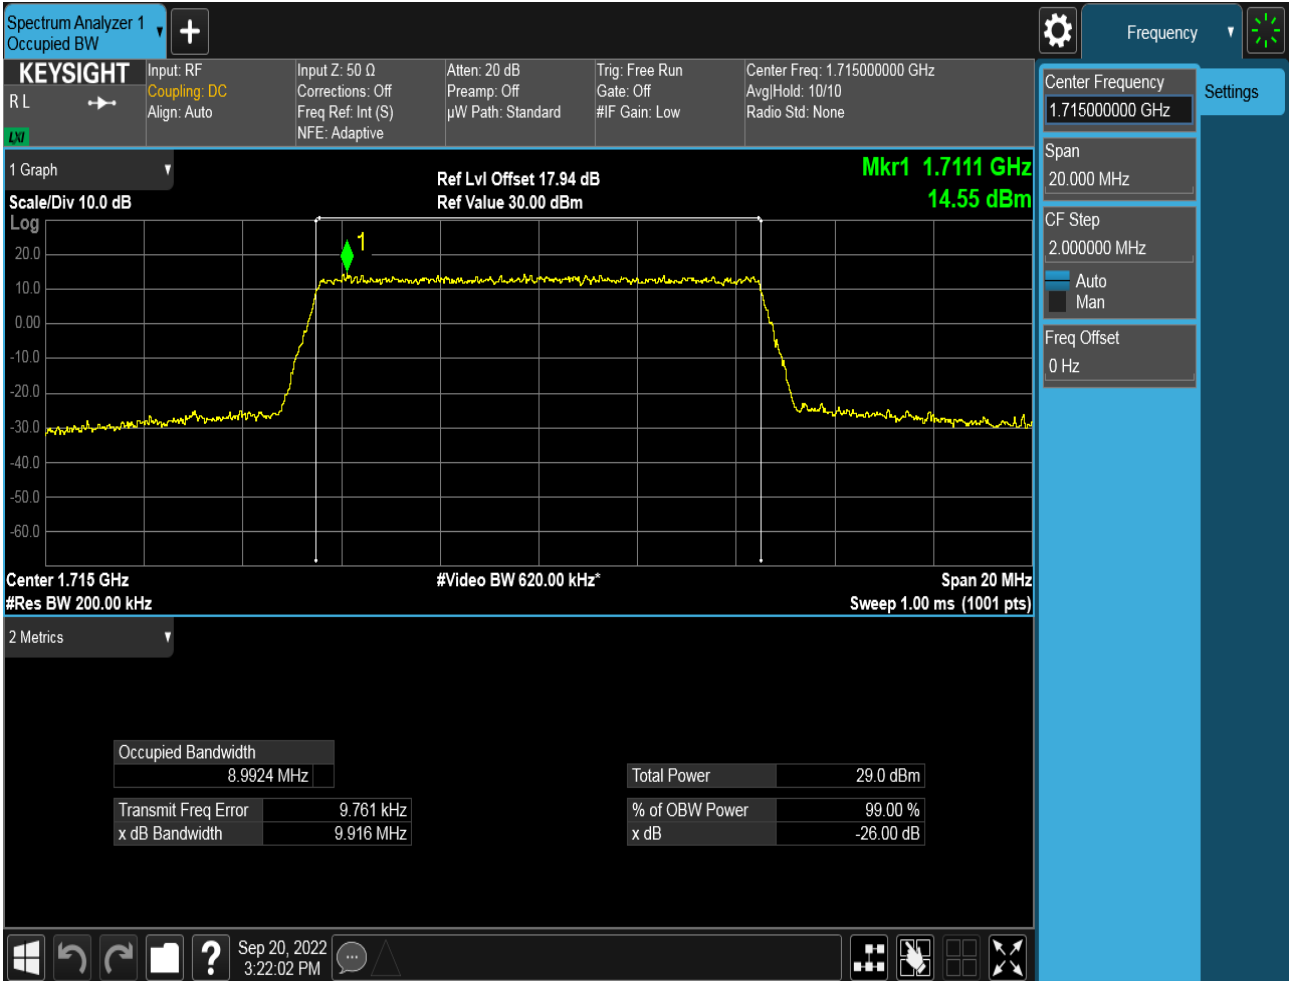 Spectrum Analyzer 1
Occupied BW
Frequency
KEYSIGHT
R L
LXI
Input: RF
Coupling: DC
Align: Auto
Input Z: 50 Ω
Corrections: Off
Freq Ref: Int (S)
NFE: Adaptive
Atten: 20 dB
Preamp: Off
µW Path: Standard
Trig: Free Run
Gate: Off
#IF Gain: Low
Center Freq: 1.715000000 GHz
Avg|Hold: 10/10
Radio Std: None
Center Frequency
1.715000000 GHz
Settings
Span
20.000 MHz
CF Step
2.000000 MHz
Auto
Man
Freq Offset
0 Hz
1 Graph
Ref Lvl Offset 17.94 dB
Mkr1 1.7111 GHz
Scale/Div 10.0 dB
Ref Value 30.00 dBm
14.55 dBm
Log
1
20.0
10.0
0.00
-10.0
-20.0
-30.0
-40.0
-50.0
-60.0
Center 1.715 GHz
#Video BW 620.00 kHz*
Span 20 MHz
#Res BW 200.00 kHz
Sweep 1.00 ms (1001 pts)
2 Metrics
Occupied Bandwidth
8.9924 MHz
Total Power 29.0 dBm
Transmit Freq Error 9.761 kHz
% of OBW Power 99.00 %
x dB Bandwidth 9.916 MHz
x dB -26.00 dB
?
Sep 20, 2022
3:22:02 PM